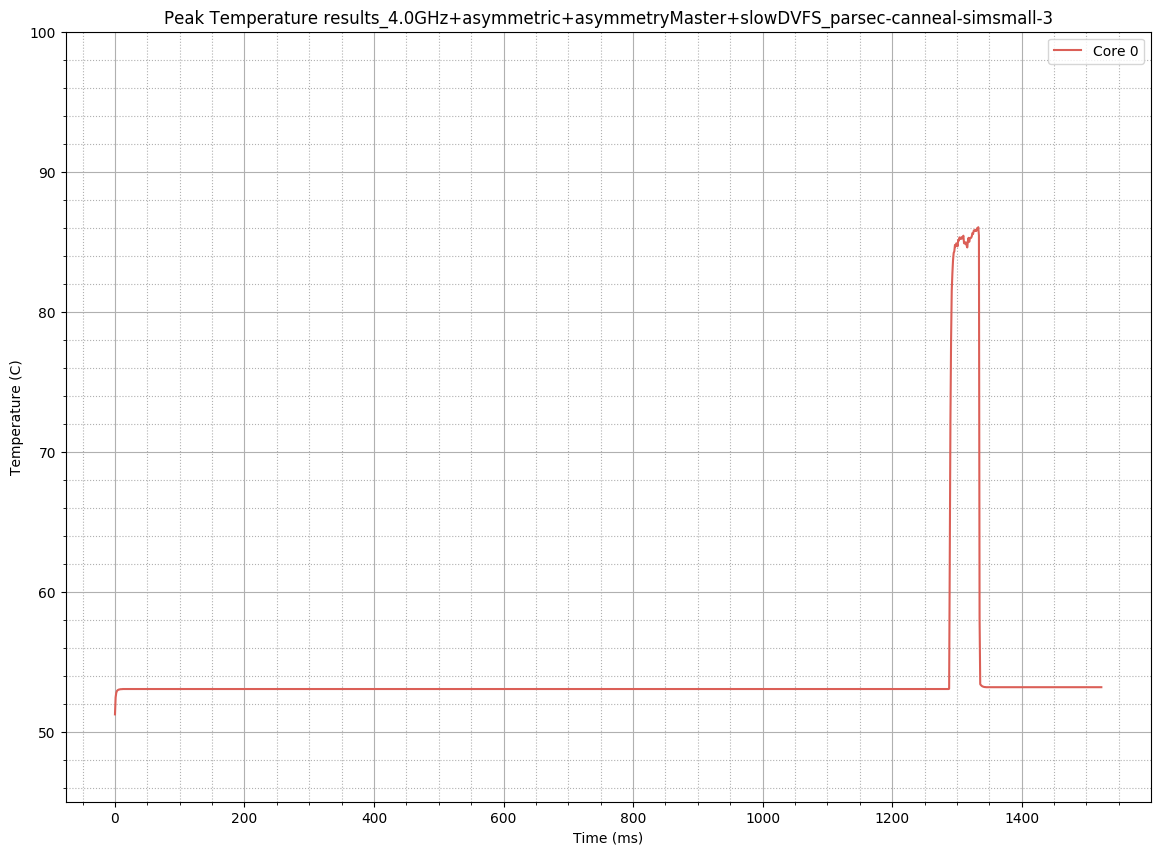 Peak Temperature results_4.0GHz+asymmetric+asymmetryMaster+slowDVFS_parsec-canneal-simsmall-3
Core 0
Temperature (C)
100
90
80
70
60
50
0 200 400 600 800 1000 1200 1400
Time (ms)